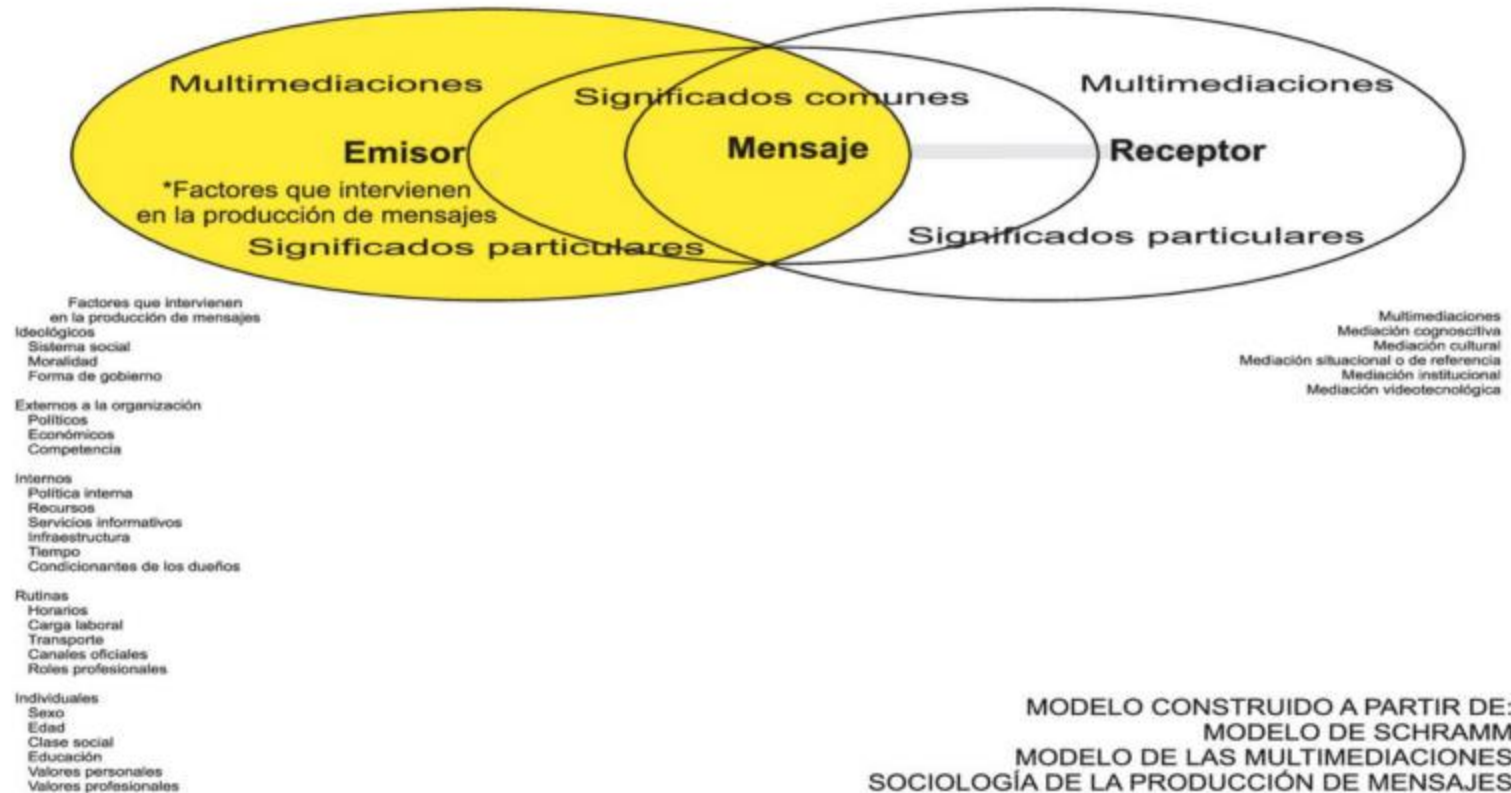 Multimediaciones
Significados comunes
Multimediaciones
Emisor
Mensaje
Receptor
*Factores que intervienen
en la producción de mensajes
Significados particulares
Significados particulares
Factores que intervienen
en la producción de mensajes
Ideológicos
Sistema social
Moralidad
Forma de gobierno
Externos a la organización
Políticos
Económicos
Competencia
Internos
Política interna
Recursos
Servicios informativos
Infraestructura
Tiempo
Condicionantes de los dueños
Rutinas
Horarios
Carga laboral
Transporte
Canales oficiales
Roles profesionales
Individuales
Sexo
Edad
Clase social
Educación
Valores personales
Valores profesionales
Multimediaciones
Mediación cognoscitiva
Mediación cultural
Mediación situacional o de referencia
Mediación institucional
Mediación videotecnológica
MODELO CONSTRUIDO A PARTIR DE:
MODELO DE SCHRAMM
MODELO DE LAS MULTIMEDIACIONES
SOCIOLOGÍA DE LA PRODUCCIÓN DE MENSAJES